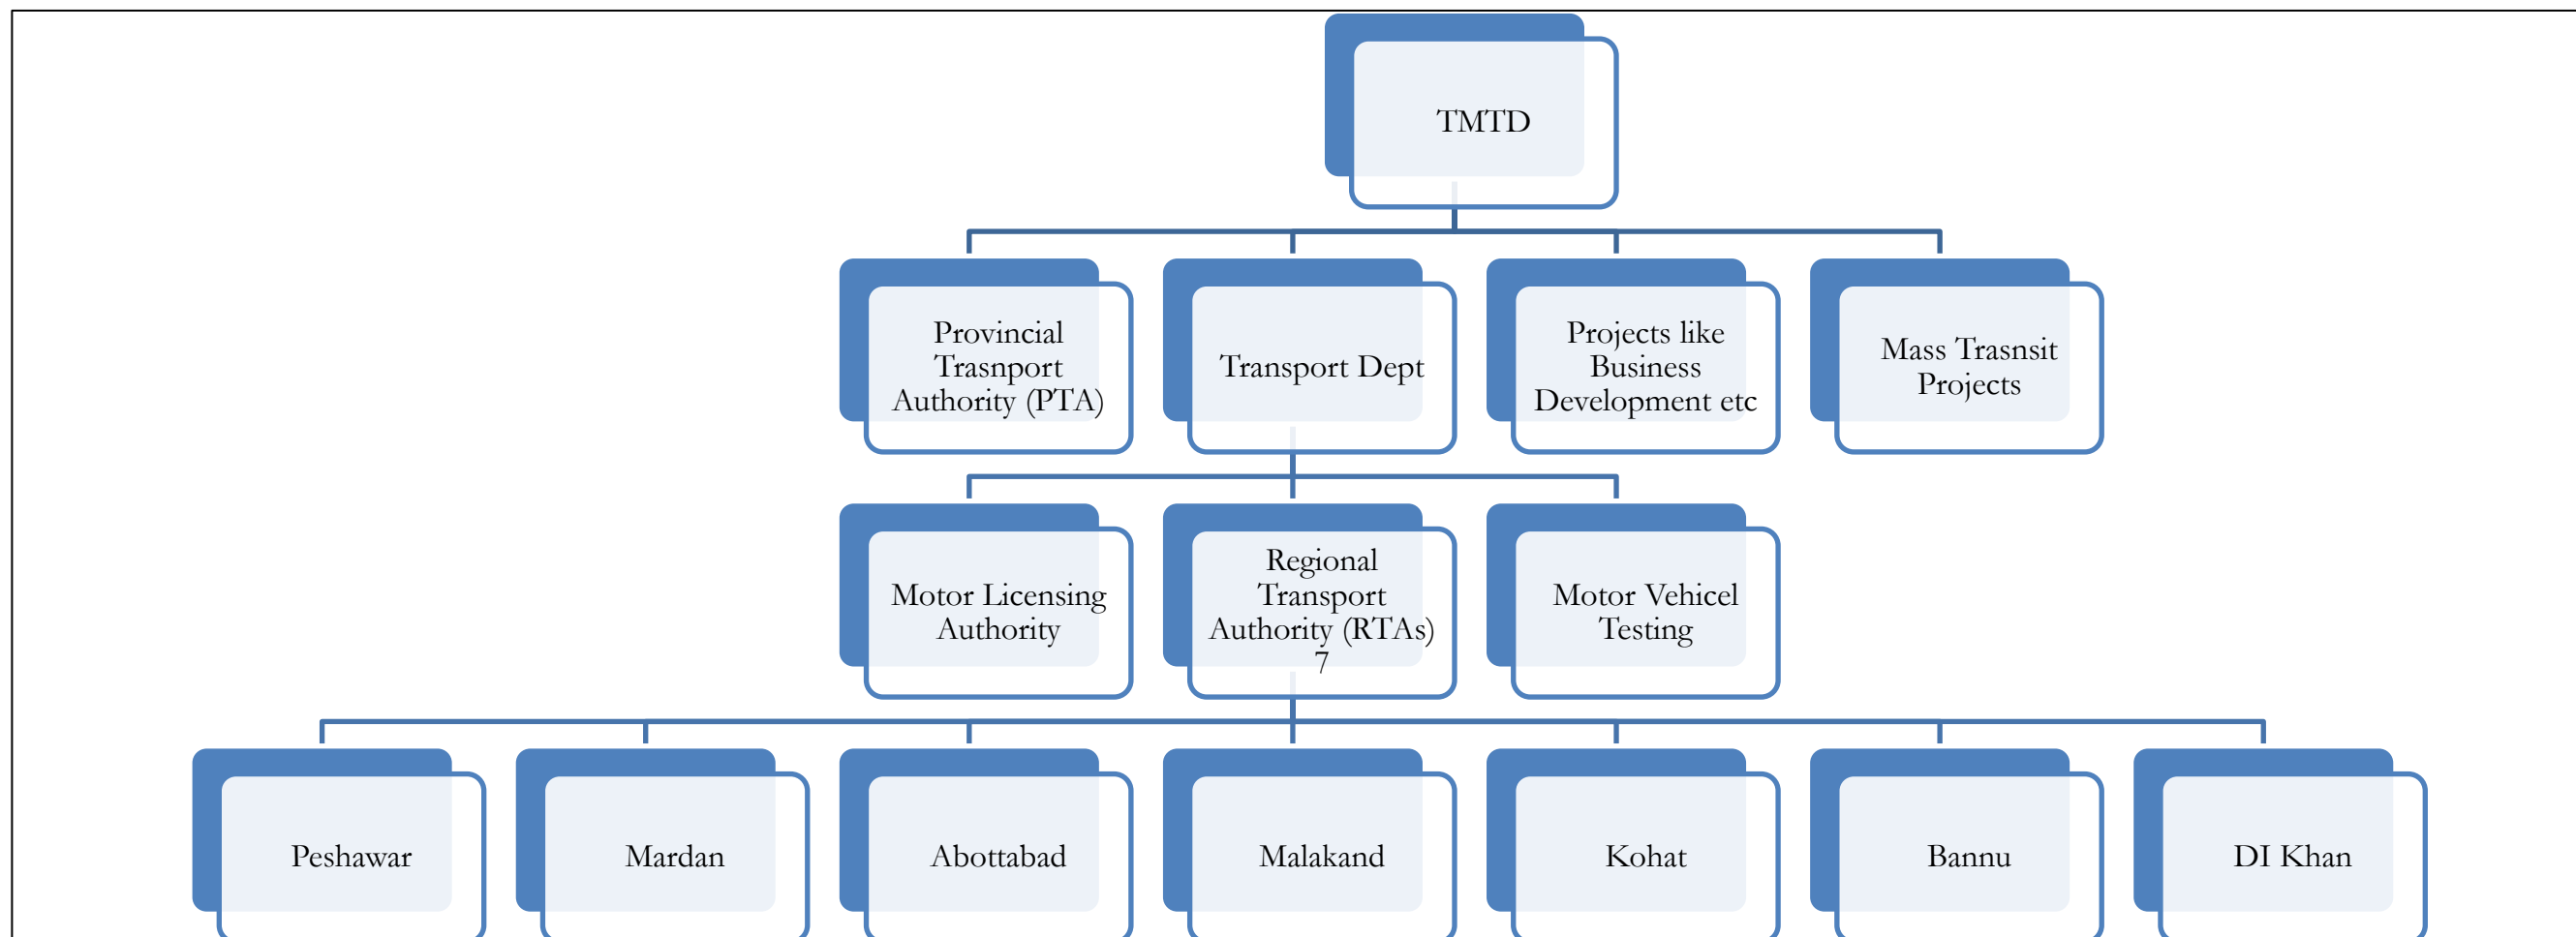 TMTD
Provincial
Trasnport
Authority (PTA)
Transport Dept
Projects like
Business
Development etc
Mass Trasnsit
Projects
Motor Licensing
Authority
Regional
Transport
Authority (RTAs)
7
Motor Vehicel
Testing
Peshawar
Mardan
Abottabad
Malakand
Kohat
Bannu
DI Khan